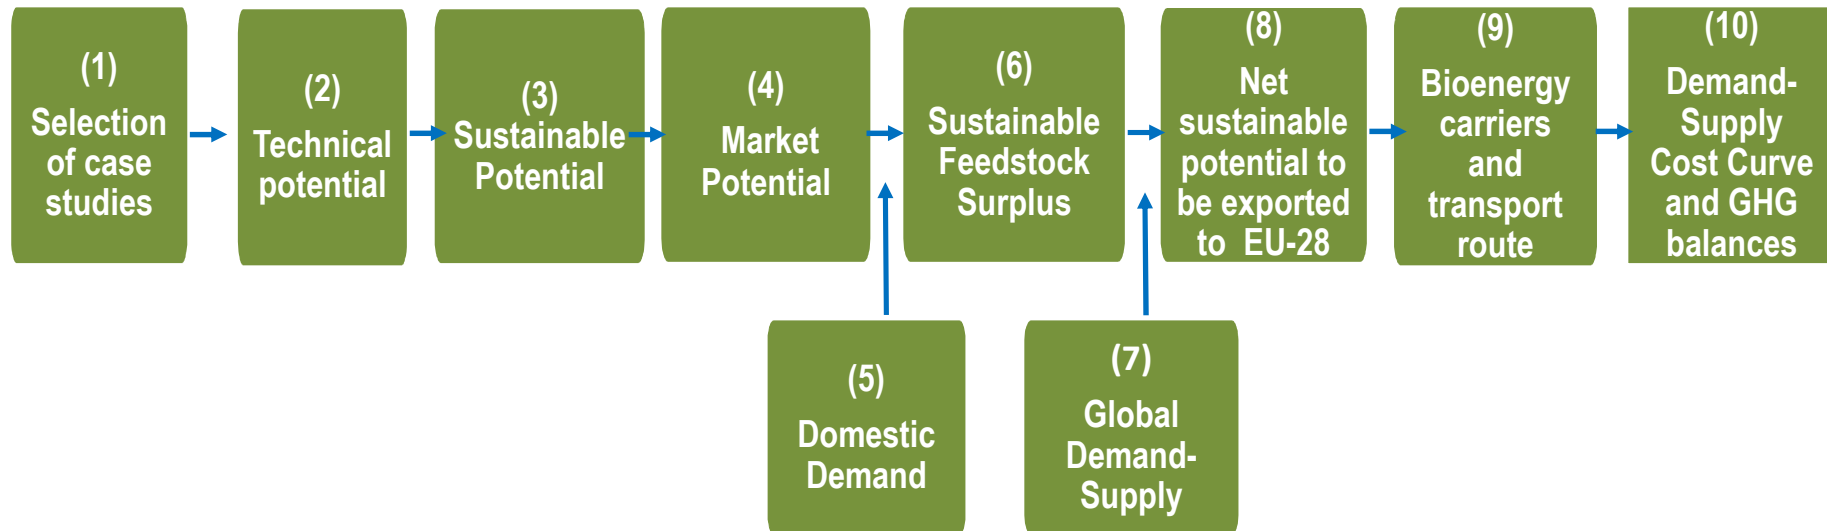 (1)
Selection
of case
studies
(2)
Technical
potential
(3)
Sustainable
Potential
(4)
Market
Potential
(5)
Domestic
Demand
(6)
Sustainable
Feedstock
Surplus
(7)
Global
Demand-
Supply
(8)
Net
sustainable
potential to
be exported
to EU-28
(9)
Bioenergy
carriers
and
transport
route
(10)
Demand-
Supply
Cost Curve
and GHG
balances